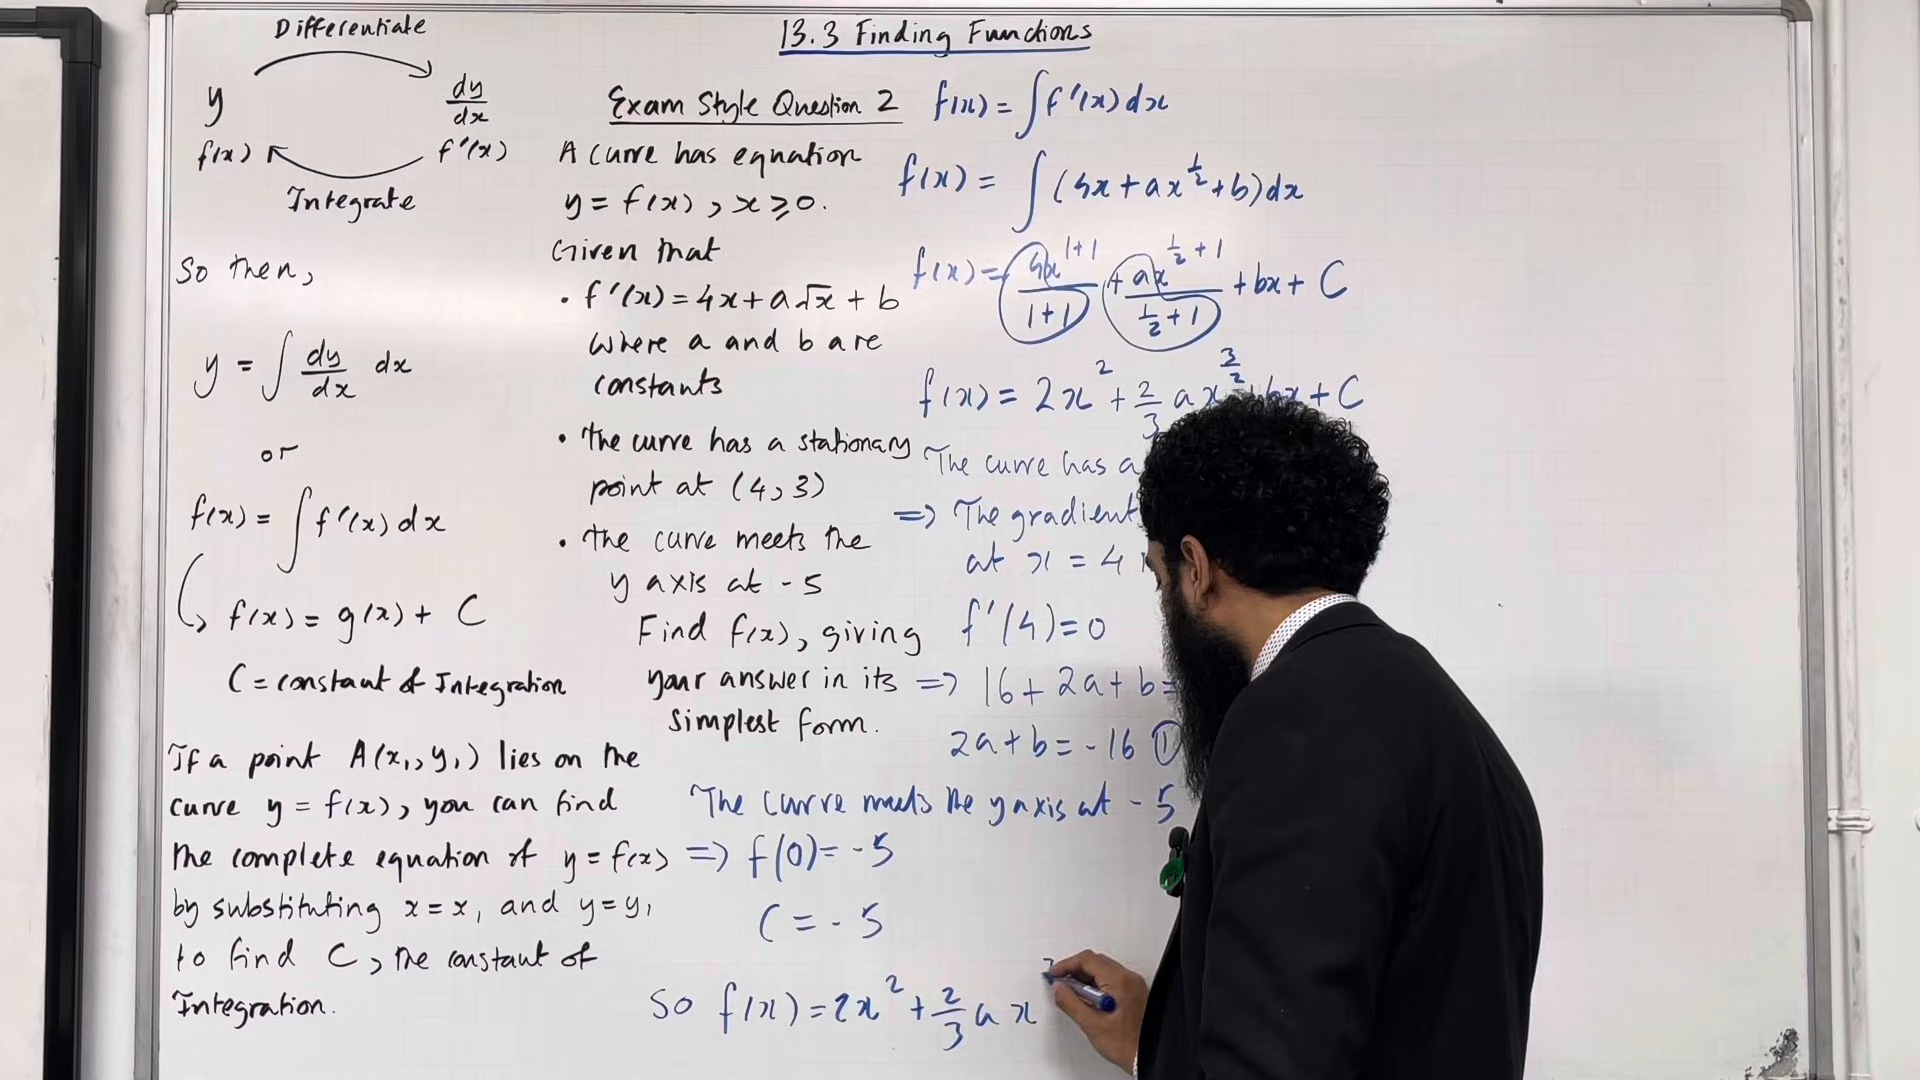 13.3 Finding Functions
Differentiate
y
dy/dx
f(x)
f'(x)
Integrate
So then,
y = ∫ dy/dx dx
or
f(x) = ∫ f'(x) dx
f(x) = g(x) + C
C = constant of Integration
If a point A(x₁, y₁) lies on the
curve y = f(x), you can find
the complete equation of y = f(x)
by substituting x = x₁ and y = y₁
to find C, the constant of
Integration.
Exam Style Question 2
A curve has equation
y = f(x), x ≥ 0.
Given that
• f'(x) = 4x + a√x + b
where a and b are
constants
• the curve has a stationary
point at (4, 3)
• the curve meets the
y axis at -5
Find f(x), giving
your answer in its
simplest form.
f(x) = ∫ f'(x) dx
f(x) = ∫ (4x + ax^(1/2) + b) dx
f(x) = 4x^(1+1)/(1+1) + ax^(1/2+1)/(1/2+1) + bx + C
f(x) = 2x² + 2/3 ax^(3/2) + bx + C
The curve has a
=> The gradient
at x = 4
f'(4) = 0
=> 16 + 2a + b =
2a + b = -16 ①
The curve meets the y axis at -5
=> f(0) = -5
C = -5
So f(x) = 2x² + 2/3 a x